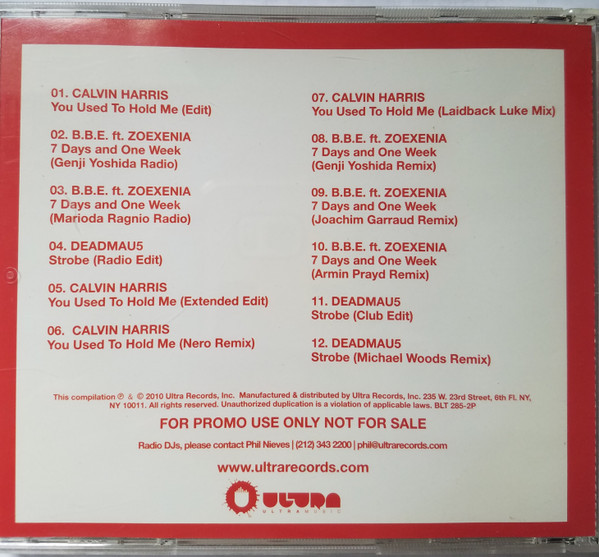 01. CALVIN HARRIS
You Used To Hold Me (Edit)
02. B.B.E. ft. ZOEXENIA
7 Days and One Week
(Genji Yoshida Radio)
03. B.B.E. ft. ZOEXENIA
7 Days and One Week
(Marioda Ragnio Radio)
04. DEADMAU5
Strobe (Radio Edit)
05. CALVIN HARRIS
You Used To Hold Me (Extended Edit)
06. CALVIN HARRIS
You Used To Hold Me (Nero Remix)
07. CALVIN HARRIS
You Used To Hold Me (Laidback Luke Mix)
08. B.B.E. ft. ZOEXENIA
7 Days and One Week
(Genji Yoshida Remix)
09. B.B.E. ft. ZOEXENIA
7 Days and One Week
(Joachim Garraud Remix)
10. B.B.E. ft. ZOEXENIA
7 Days and One Week
(Armin Prayd Remix)
11. DEADMAU5
Strobe (Club Edit)
12. DEADMAU5
Strobe (Michael Woods Remix)
This compilation ℗ & © 2010 Ultra Records, Inc. Manufactured & distributed by Ultra Records, Inc. 235 W. 23rd Street, 6th Fl. NY,
NY 10011. All rights reserved. Unauthorized duplication is a violation of applicable laws. BLT 285-2P
FOR PROMO USE ONLY NOT FOR SALE
Radio DJs, please contact Phil Nieves | (212) 343 2200 | phil@ultrarecords.com
www.ultrarecords.com
ULTRA
ULTRAMUSIC